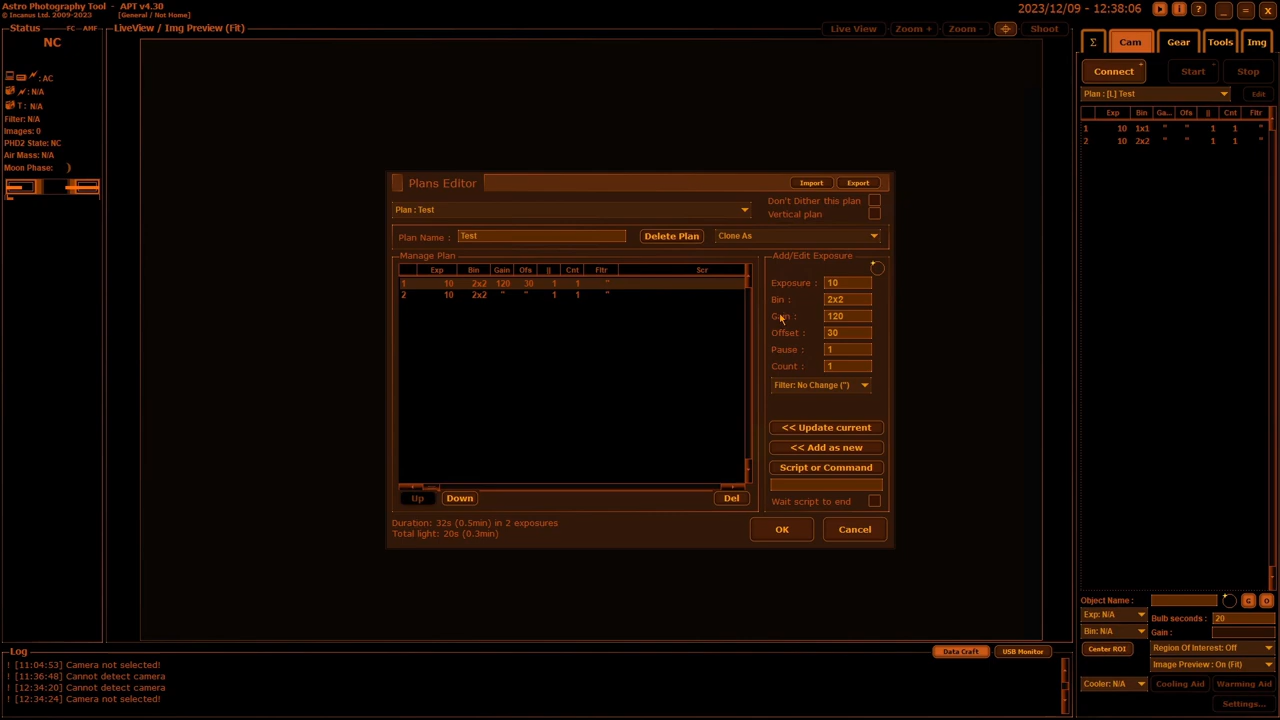 Astro Photography Tool - APT v4.30
© Incanus Ltd. 2009-2023 [General / Not Home]
2023/12/09 - 12:38:06
Status FC AMF
NC
: AC
: N/A
T : N/A
Filter: N/A
Images: 0
PHD2 State: NC
Air Mass: N/A
Moon Phase: )
LiveView / Img Preview (Fit)
Live View Zoom + Zoom - Shoot
Plans Editor
Import Export
Plan : Test
Don't Dither this plan
Vertical plan
Plan Name : Test Delete Plan Clone As
Manage Plan
Exp Bin Gain Ofs || Cnt Fltr Scr
1 10 2x2 120 30 1 1 "
2 10 2x2 " " 1 1 "
Up Down Del
Duration: 32s (0.5min) in 2 exposures
Total light: 20s (0.3min)
Add/Edit Exposure
Exposure : 10
Bin : 2x2
Gain : 120
Offset : 30
Pause : 1
Count : 1
Filter: No Change (")
<< Update current
<< Add as new
Script or Command
Wait script to end
OK Cancel
Σ Cam Gear Tools Img
Connect Start Stop
Plan : [L] Test Edit
Exp Bin Ga... Ofs || Cnt Fltr
1 10 1x1 " " 1 1 "
2 10 2x2 " " 1 1 "
Object Name : G O
Exp: N/A Bulb seconds : 20
Bin: N/A Gain :
Center ROI Region Of Interest: Off
Image Preview : On (Fit)
Cooler: N/A Cooling Aid Warming Aid
Settings...
Log Data Craft USB Monitor
! [11:04:53] Camera not selected!
! [11:36:48] Cannot detect camera
! [12:34:20] Cannot detect camera
! [12:34:24] Camera not selected!